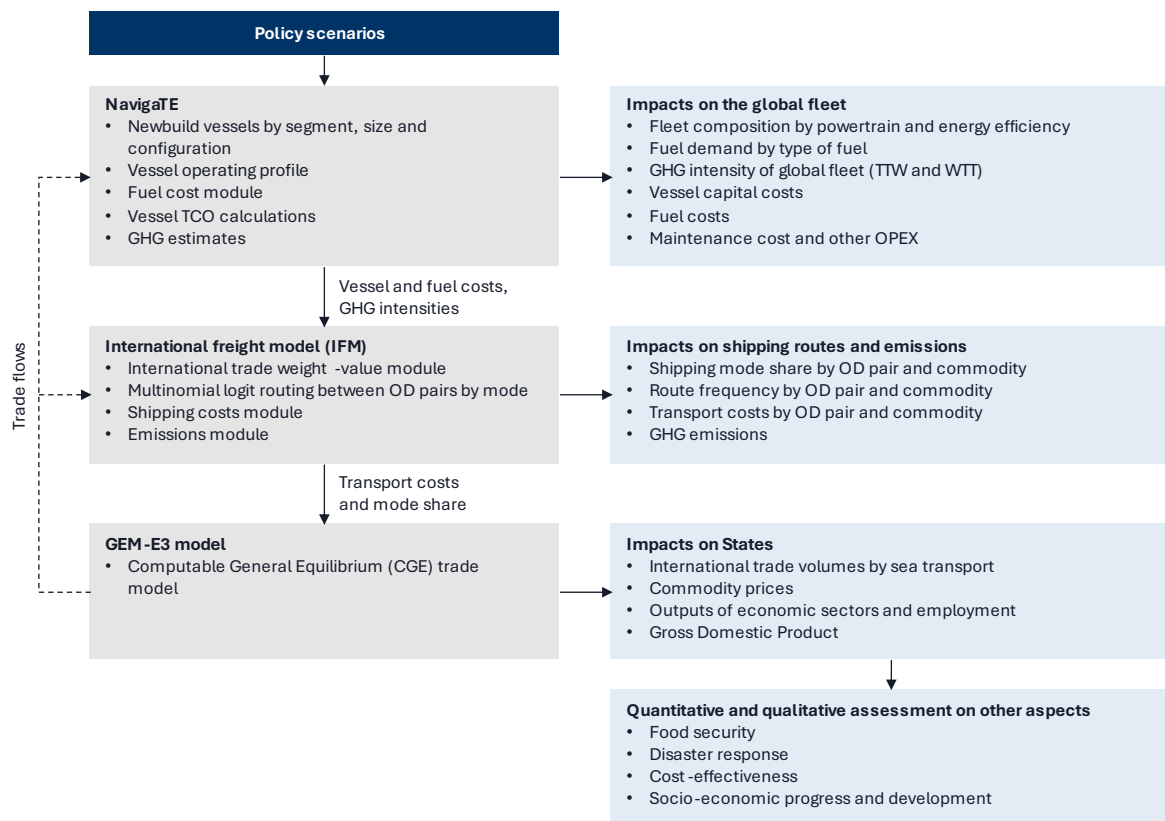 Policy scenarios
NavigaTE
• Newbuild vessels by segment, size and
configuration
• Vessel operating profile
• Fuel cost module
• Vessel TCO calculations
• GHG estimates
Impacts on the global fleet
• Fleet composition by powertrain and energy efficiency
• Fuel demand by type of fuel
• GHG intensity of global fleet (TTW and WTT)
• Vessel capital costs
• Fuel costs
• Maintenance cost and other OPEX
Vessel and fuel costs,
GHG intensities
Trade flows
International freight model (IFM)
• International trade weight -value module
• Multinomial logit routing between OD pairs by mode
• Shipping costs module
• Emissions module
Impacts on shipping routes and emissions
• Shipping mode share by OD pair and commodity
• Route frequency by OD pair and commodity
• Transport costs by OD pair and commodity
• GHG emissions
Transport costs
and mode share
GEM-E3 model
• Computable General Equilibrium (CGE) trade
model
Impacts on States
• International trade volumes by sea transport
• Commodity prices
• Outputs of economic sectors and employment
• Gross Domestic Product
Quantitative and qualitative assessment on other aspects
• Food security
• Disaster response
• Cost-effectiveness
• Socio-economic progress and development